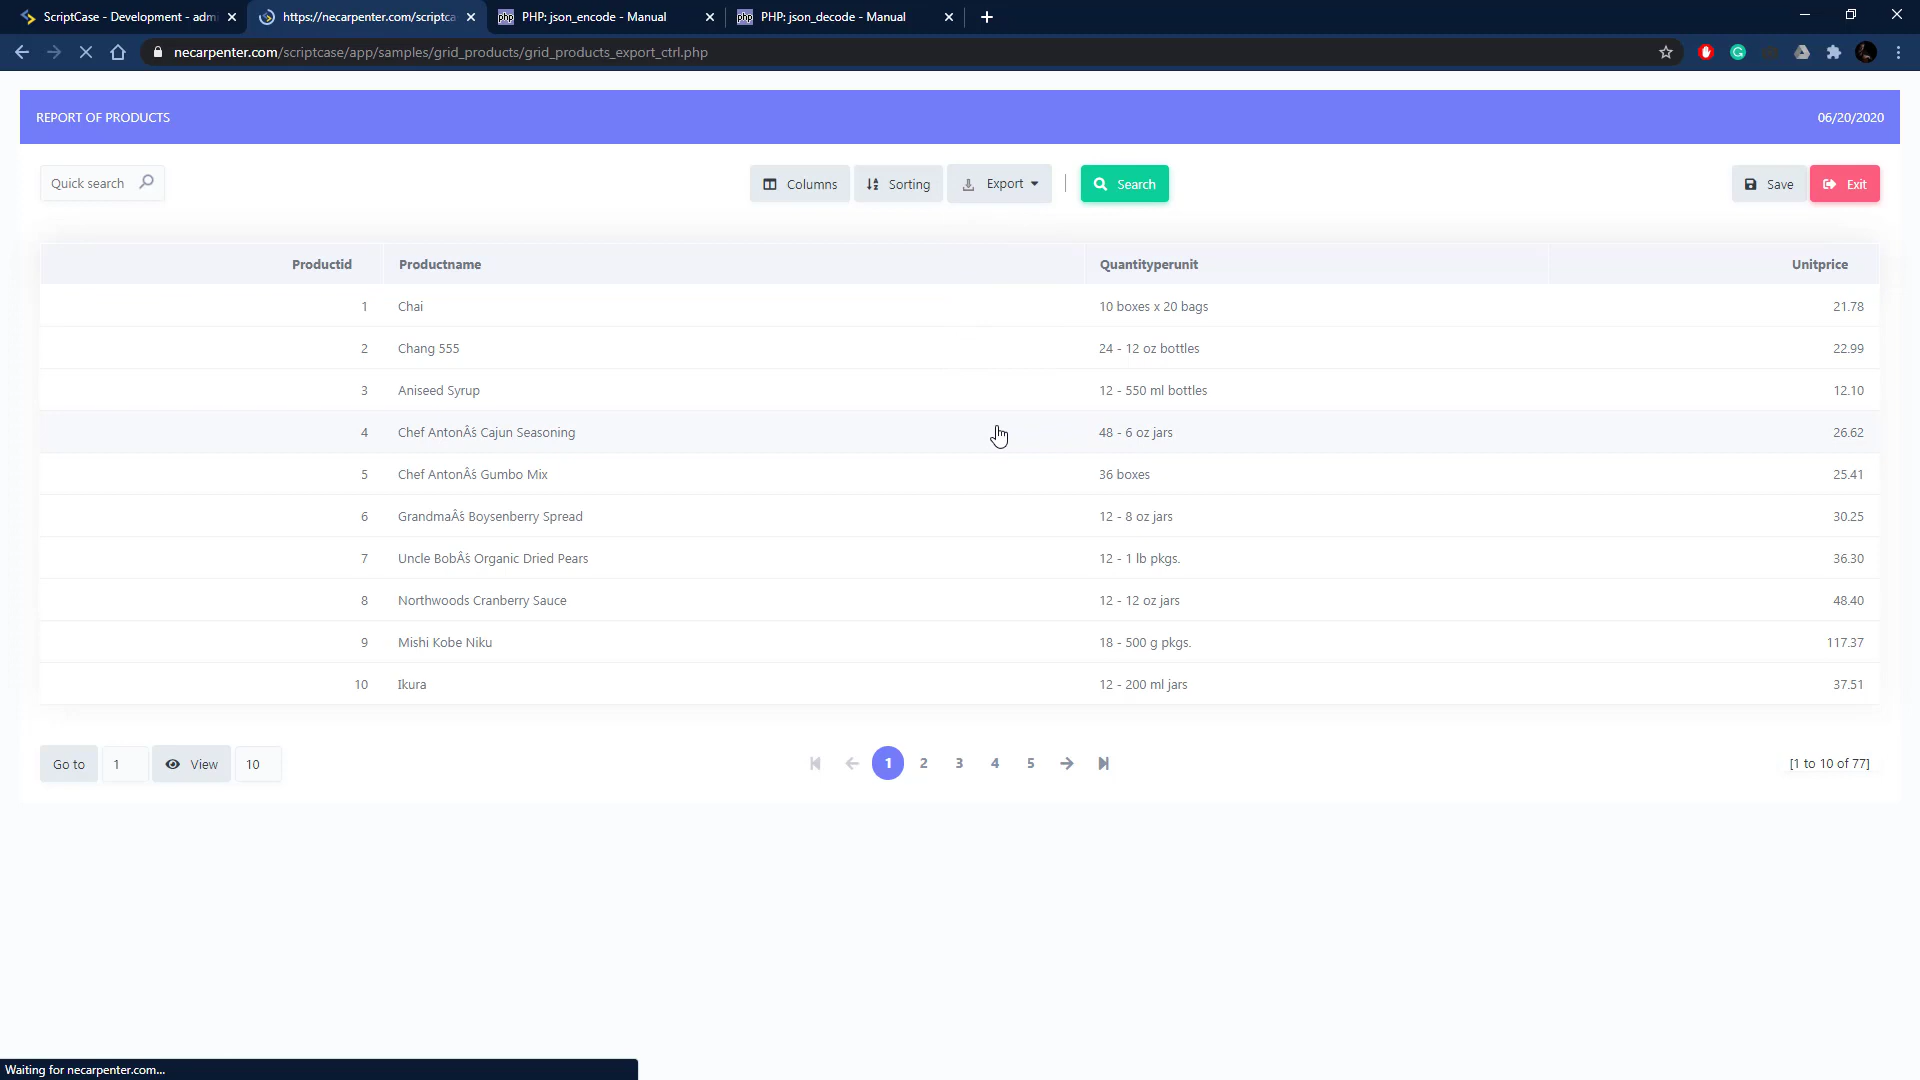 ScriptCase - Development - adm
https://necarpenter.com/scriptca
PHP: json_encode - Manual
PHP: json_decode - Manual
necarpenter.com/scriptcase/app/samples/grid_products/grid_products_export_ctrl.php
REPORT OF PRODUCTS 06/20/2020
Quick search Columns Sorting Export Search Save Exit
Productid Productname Quantityperunit Unitprice
1 Chai 10 boxes x 20 bags 21.78
2 Chang 555 24 - 12 oz bottles 22.99
3 Aniseed Syrup 12 - 550 ml bottles 12.10
4 Chef AntonÂ´s Cajun Seasoning 48 - 6 oz jars 26.62
5 Chef AntonÂ´s Gumbo Mix 36 boxes 25.41
6 GrandmaÂ´s Boysenberry Spread 12 - 8 oz jars 30.25
7 Uncle BobÂ´s Organic Dried Pears 12 - 1 lb pkgs. 36.30
8 Northwoods Cranberry Sauce 12 - 12 oz jars 48.40
9 Mishi Kobe Niku 18 - 500 g pkgs. 117.37
10 Ikura 12 - 200 ml jars 37.51
Go to 1 View 10 1 2 3 4 5 [1 to 10 of 77]
Waiting for necarpenter.com...